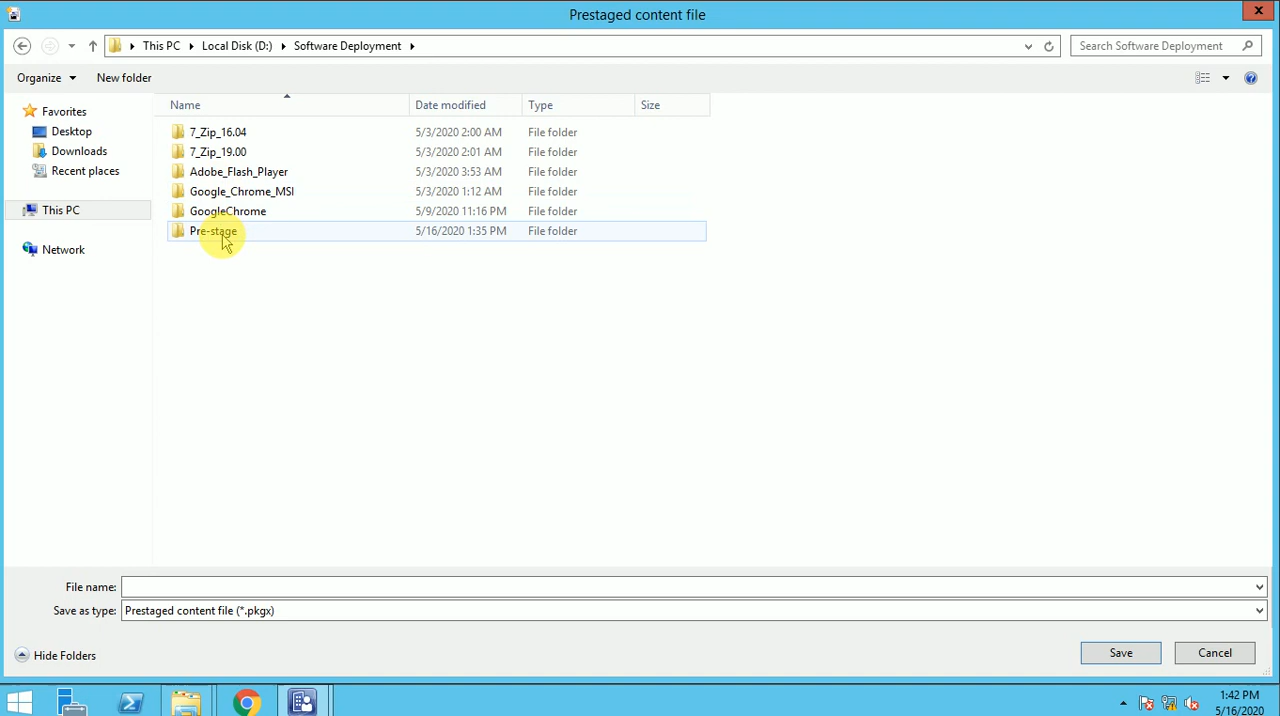 Prestaged content file
This PC Local Disk (D:) Software Deployment
Search Software Deployment
Organize New folder
Name Date modified Type Size
Favorites
Desktop
Downloads
Recent places
This PC
Network
7_Zip_16.04 5/3/2020 2:00 AM File folder
7_Zip_19.00 5/3/2020 2:01 AM File folder
Adobe_Flash_Player 5/3/2020 3:53 AM File folder
Google_Chrome_MSI 5/3/2020 1:12 AM File folder
GoogleChrome 5/9/2020 11:16 PM File folder
Pre-stage 5/16/2020 1:35 PM File folder
File name:
Save as type: Prestaged content file (*.pkgx)
Hide Folders Save Cancel
1:42 PM
5/16/2020